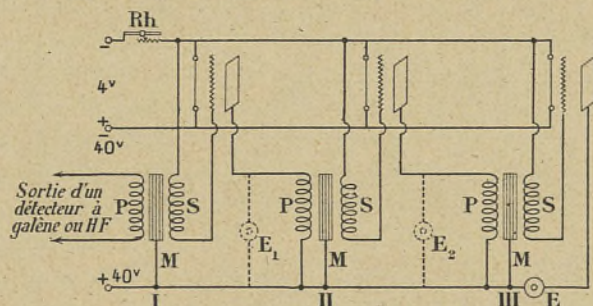 Rh
−
4v
+
−
40v
Sortie d'un
détecteur à
galène ou HF
P
S
M
E1
P
S
M
E2
P
S
M
+40v
I
II
III
E